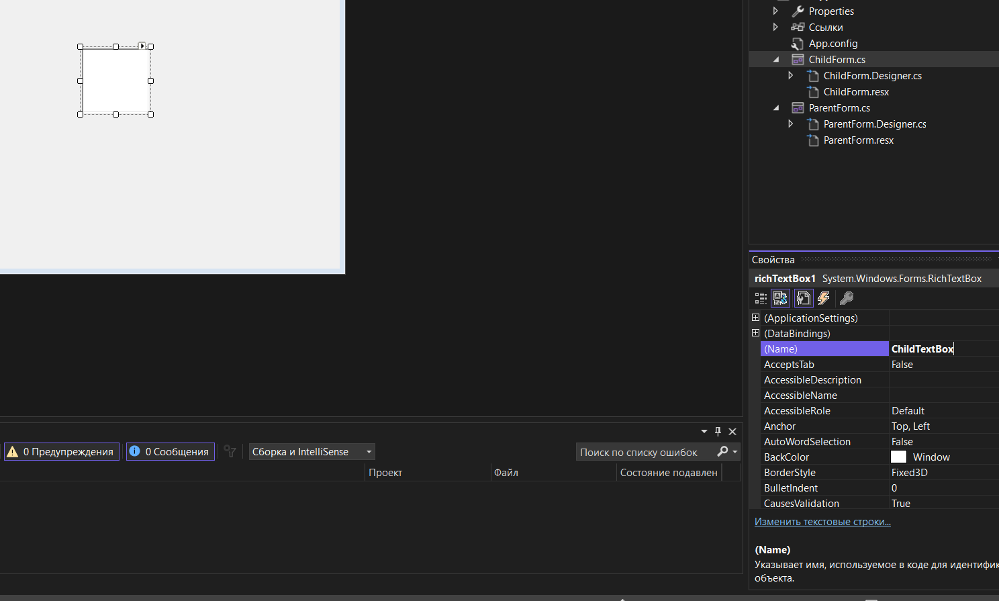 Properties
Ссылки
App.config
ChildForm.cs
ChildForm.Designer.cs
ChildForm.resx
ParentForm.cs
ParentForm.Designer.cs
ParentForm.resx
Свойства
richTextBox1 System.Windows.Forms.RichTextBox
(ApplicationSettings)
(DataBindings)
(Name) ChildTextBox
AcceptsTab False
AccessibleDescription
AccessibleName
AccessibleRole Default
Anchor Top, Left
AutoWordSelection False
BackColor Window
BorderStyle Fixed3D
BulletIndent 0
CausesValidation True
Изменить текстовые строки...
(Name)
Указывает имя, используемое в коде для идентифик
объекта.
0 Предупреждения 0 Сообщения Сборка и IntelliSense Поиск по списку ошибок
Проект Файл Состояние подавлен